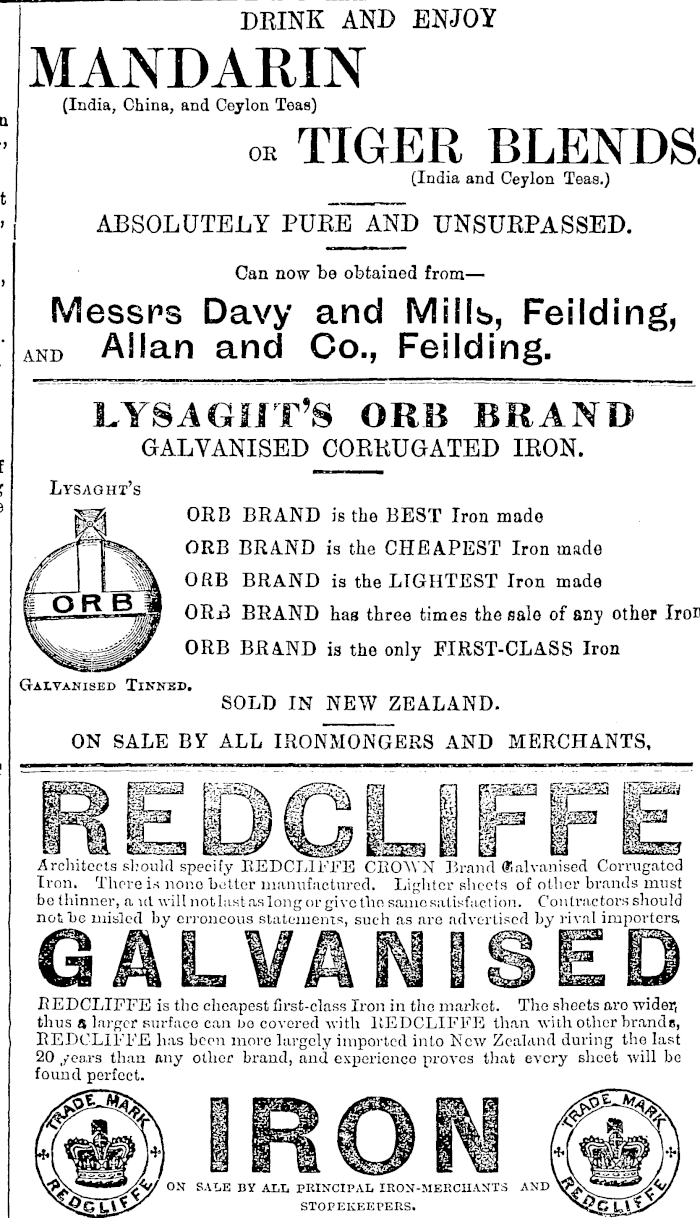 DRINK AND ENJOY
MANDARIN
(India, China, and Ceylon Teas)
OR TIGER BLENDS.
(India and Ceylon Teas.)
ABSOLUTELY PURE AND UNSURPASSED.
Can now be obtained from—
Messrs Davy and Mills, Feilding,
AND Allan and Co., Feilding.
LYSAGHT'S ORB BRAND
GALVANISED CORRUGATED IRON.
LYSAGHT'S
ORB
GALVANISED TINNED.
ORB BRAND is the BEST Iron made
ORB BRAND is the CHEAPEST Iron made
ORB BRAND is the LIGHTEST Iron made
ORB BRAND has three times the sale of any other Iron
ORB BRAND is the only FIRST-CLASS Iron
SOLD IN NEW ZEALAND.
ON SALE BY ALL IRONMONGERS AND MERCHANTS,
REDCLIFFE
Architects should specify REDCLIFFE CROWN Brand Galvanised Corrugated
Iron. There is none better manufactured. Lighter sheets of other brands must
be thinner, and will not last as long or give the same satisfaction. Contractors should
not be misled by erroneous statements, such as are advertised by rival importers,
GALVANISED
REDCLIFFE is the cheapest first-class Iron in the market. The sheets are wider,
thus a larger surface can be covered with REDCLIFFE than with other brands,
REDCLIFFE has been more largely imported into New Zealand during the last
20 years than any other brand, and experience proves that every sheet will be
found perfect.
TRADE MARK
REDCLIFFE
IRON
TRADE MARK
REDCLIFFE
ON SALE BY ALL PRINCIPAL IRON-MERCHANTS AND
STOPEKEEPERS.